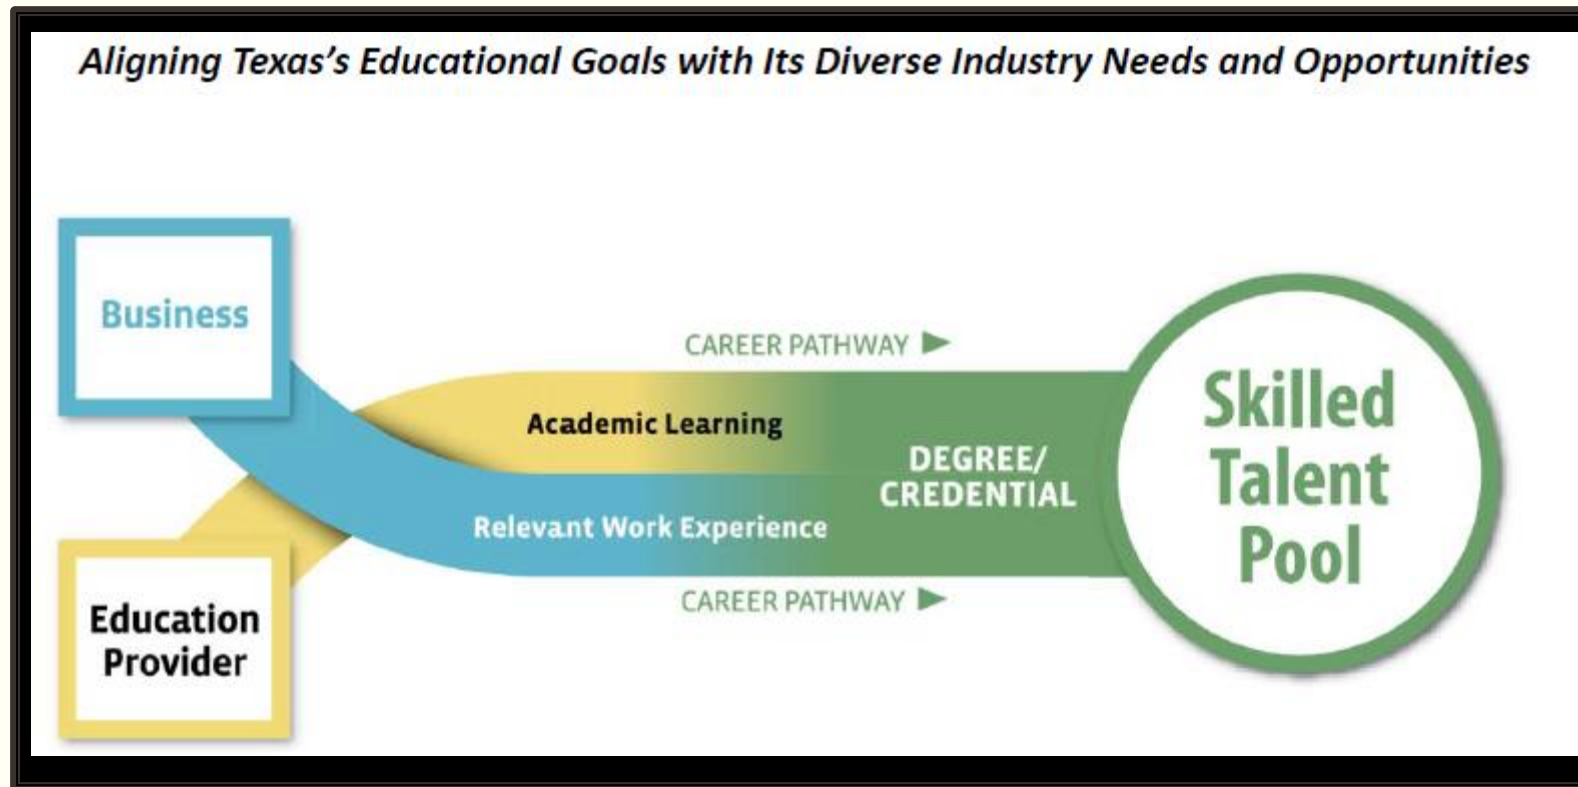 Aligning Texas's Educational Goals with Its Diverse Industry Needs and Opportunities
Business
CAREER PATHWAY ►
Academic Learning
DEGREE/
CREDENTIAL
Relevant Work Experience
CAREER PATHWAY ►
Education
Provider
Skilled
Talent
Pool